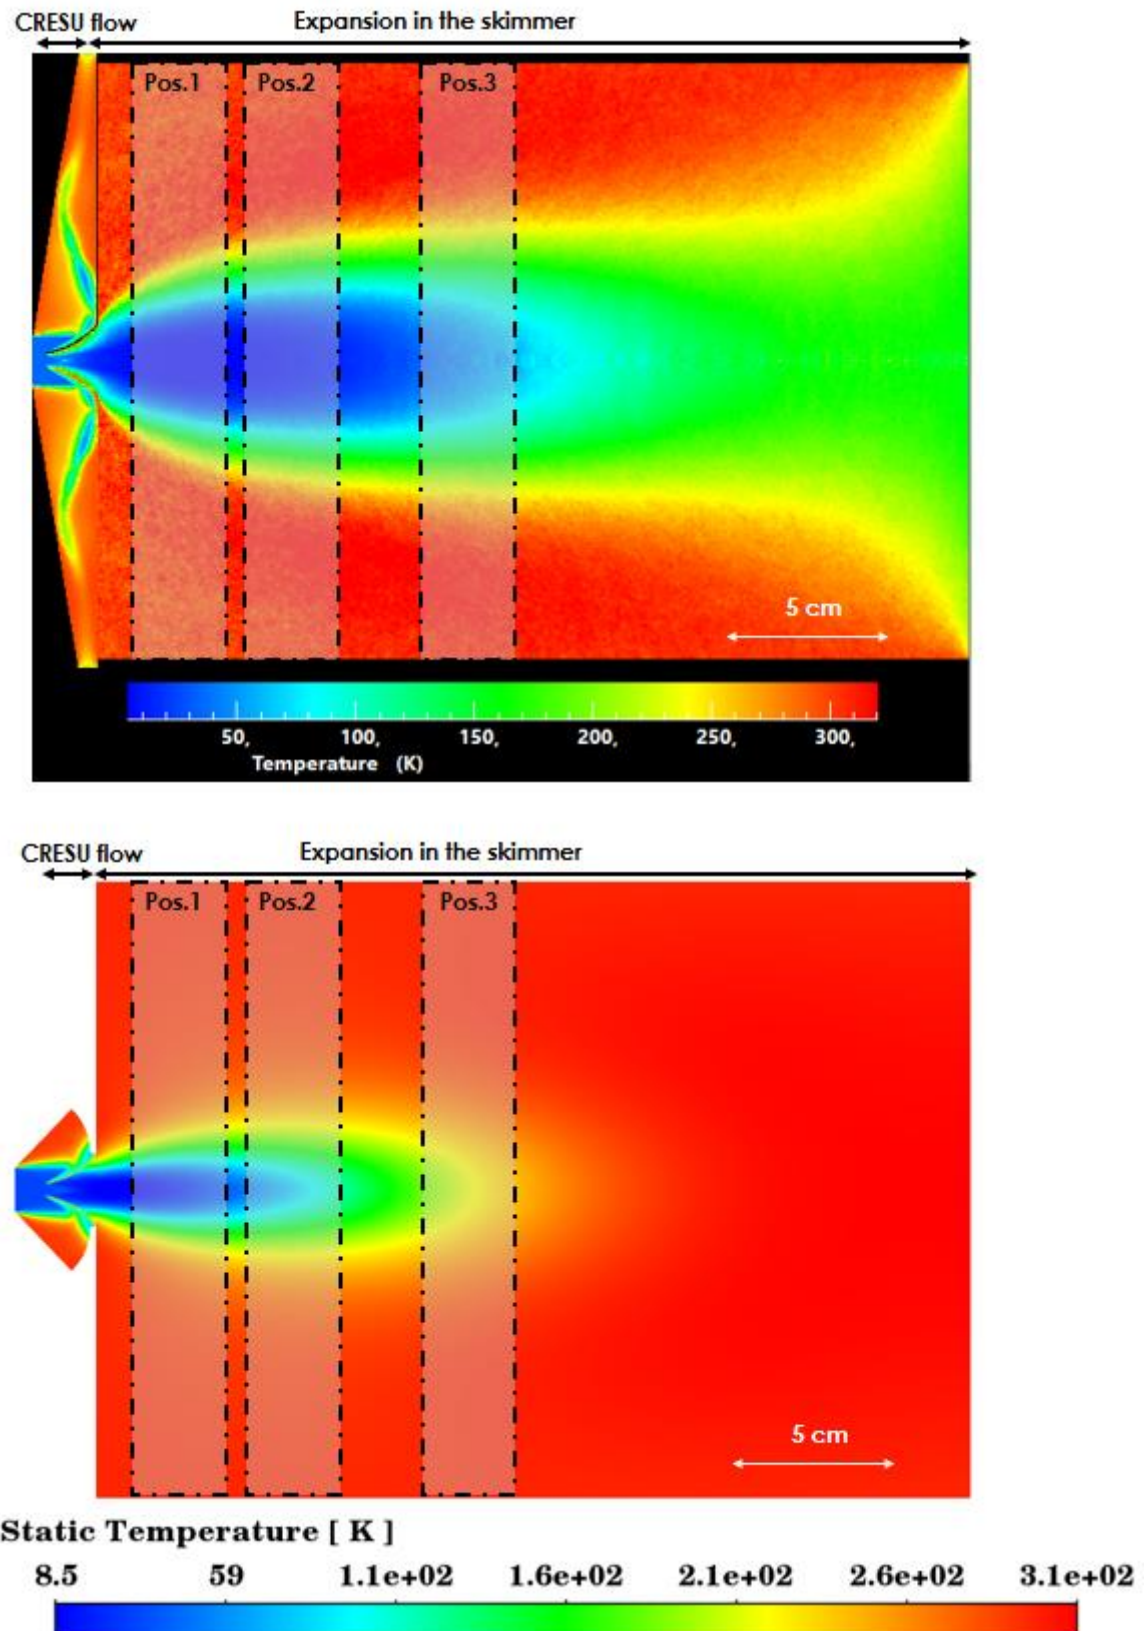 CRESU flow Expansion in the skimmer
Pos.1 Pos.2 Pos.3
5 cm
50, 100, 150, 200, 250, 300,
Temperature (K)
CRESU flow Expansion in the skimmer
Pos.1 Pos.2 Pos.3
5 cm
Static Temperature [ K ]
8.5 59 1.1e+02 1.6e+02 2.1e+02 2.6e+02 3.1e+02